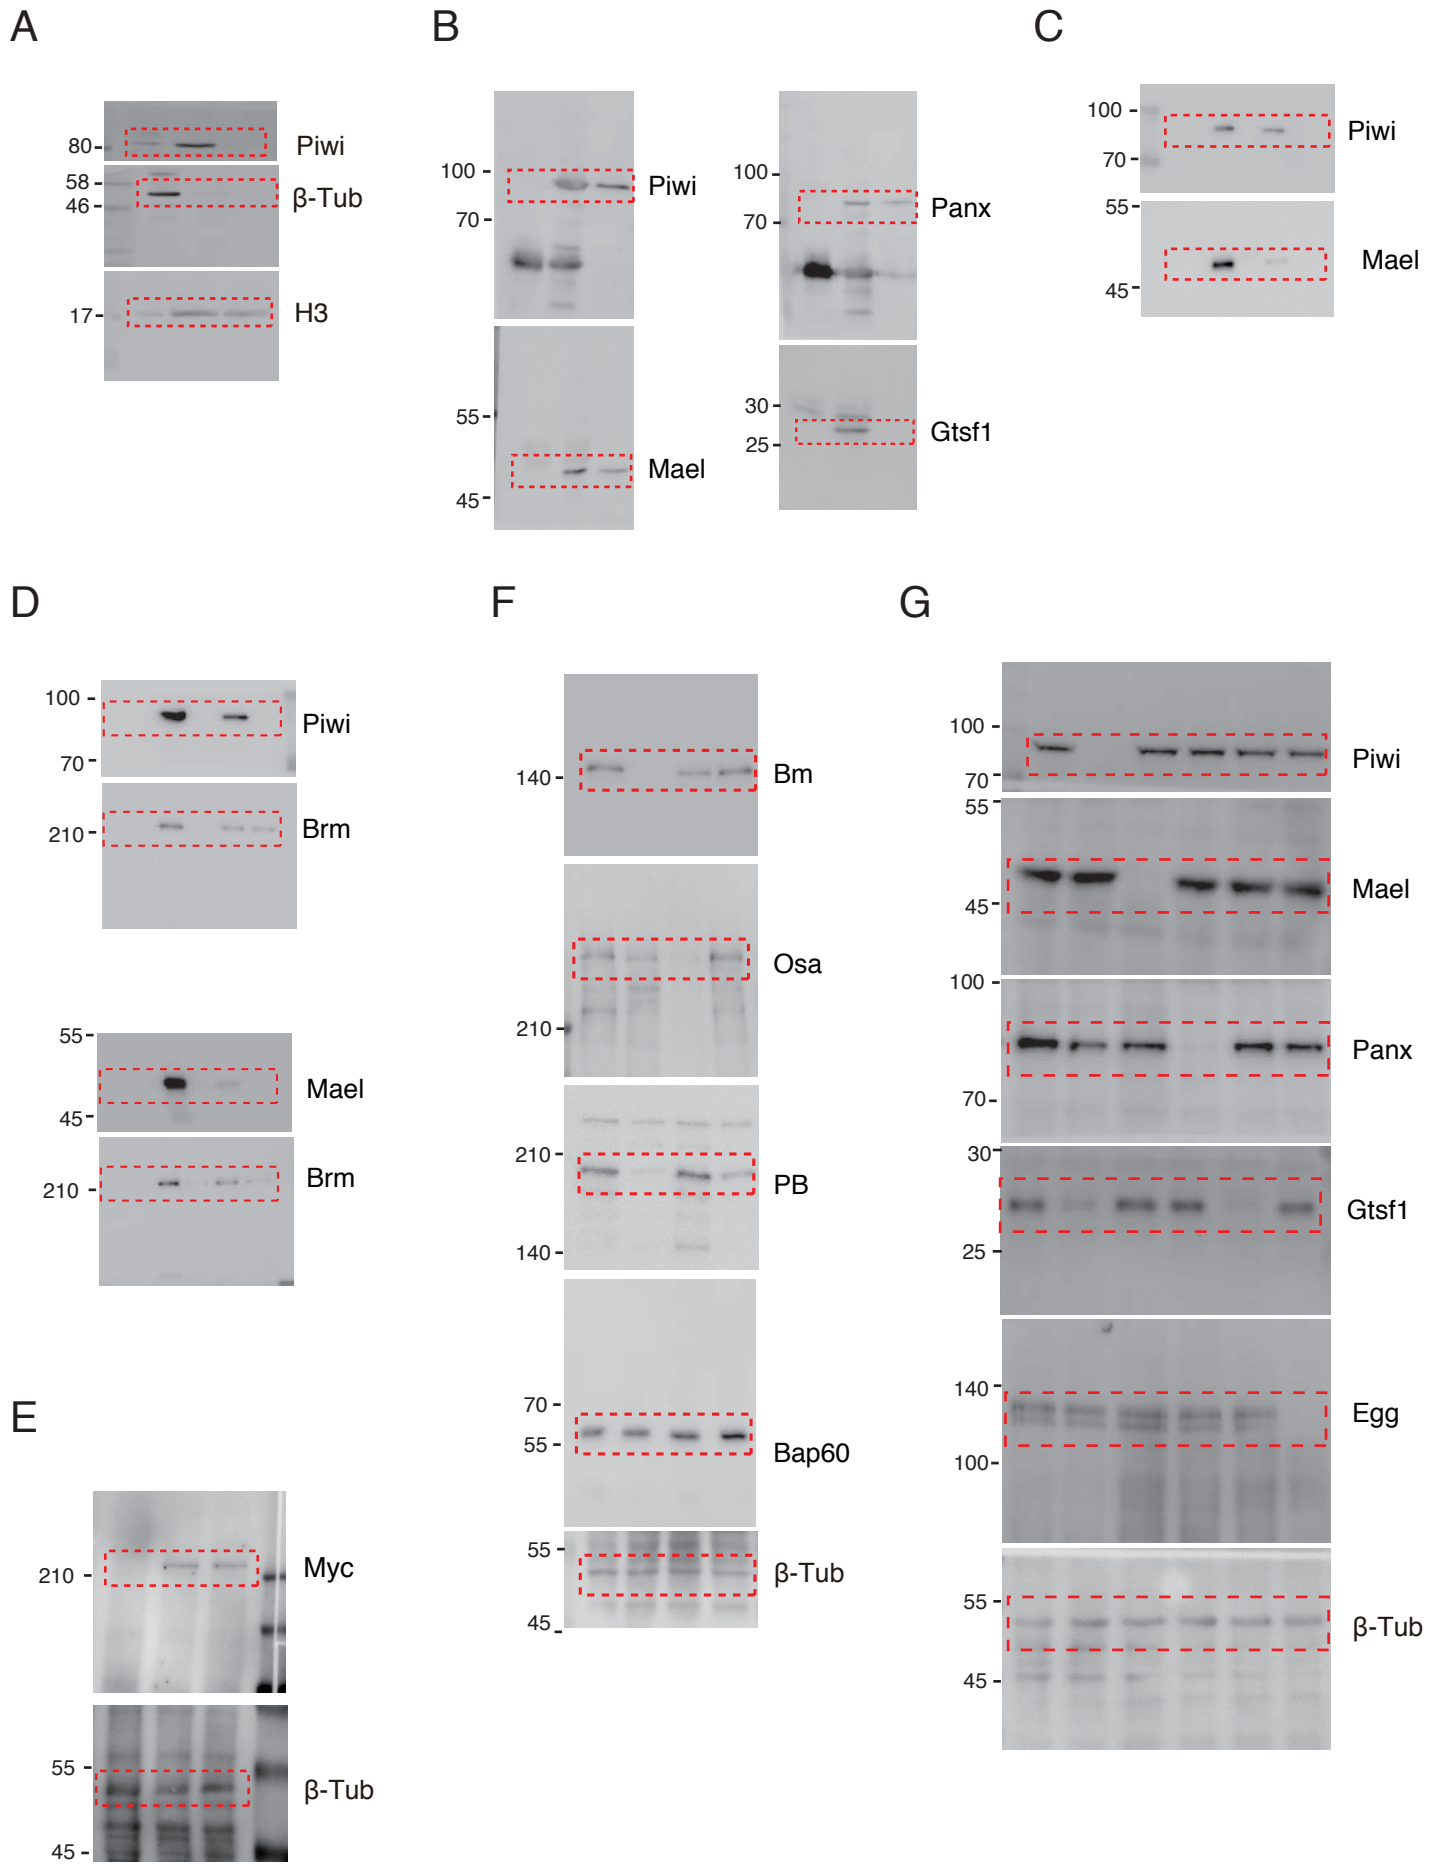 A
80
Piwi
58
46
β-Tub
17
H3
B
100
70
Piwi
55
45
Mael
100
70
Panx
30
25
Gtsf1
C
100
70
Piwi
55
45
Mael
D
100
70
Piwi
210
Brm
55
45
Mael
210
Brm
E
210
Myc
55
45
β-Tub
F
140
Bm
210
Osa
210
140
PB
70
55
Bap60
55
45
β-Tub
G
100
70
Piwi
55
45
Mael
100
70
Panx
30
25
Gtsf1
140
100
Egg
55
45
β-Tub